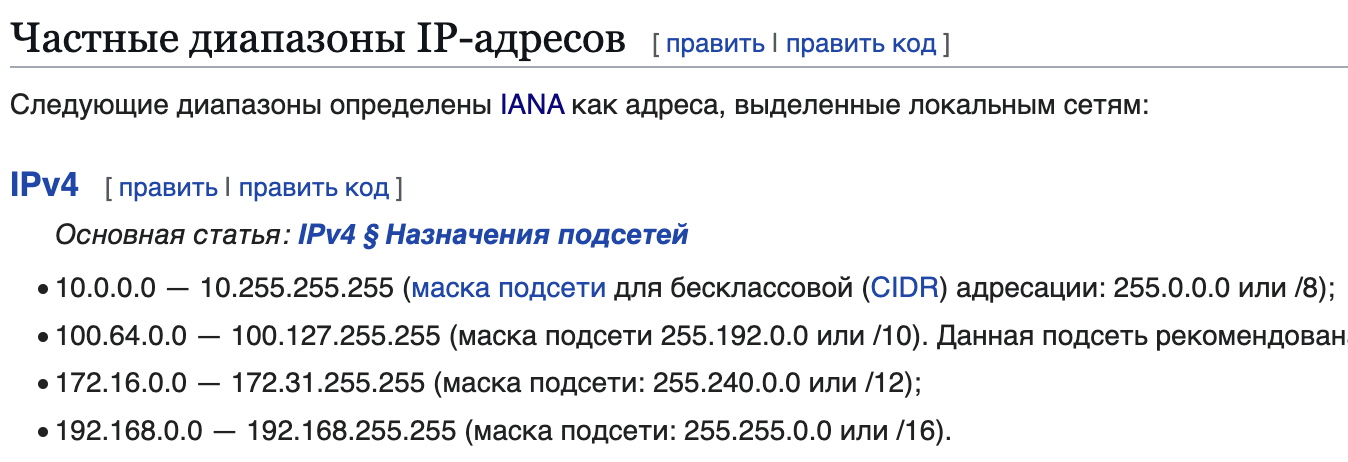 Частные диапазоны IP-адресов [ править | править код ]
Следующие диапазоны определены IANA как адреса, выделенные локальным сетям:
IPv4 [ править | править код ]
Основная статья: IPv4 § Назначения подсетей
• 10.0.0.0 — 10.255.255.255 (маска подсети для бесклассовой (CIDR) адресации: 255.0.0.0 или /8);
• 100.64.0.0 — 100.127.255.255 (маска подсети 255.192.0.0 или /10). Данная подсеть рекомендован
• 172.16.0.0 — 172.31.255.255 (маска подсети: 255.240.0.0 или /12);
• 192.168.0.0 — 192.168.255.255 (маска подсети: 255.255.0.0 или /16).